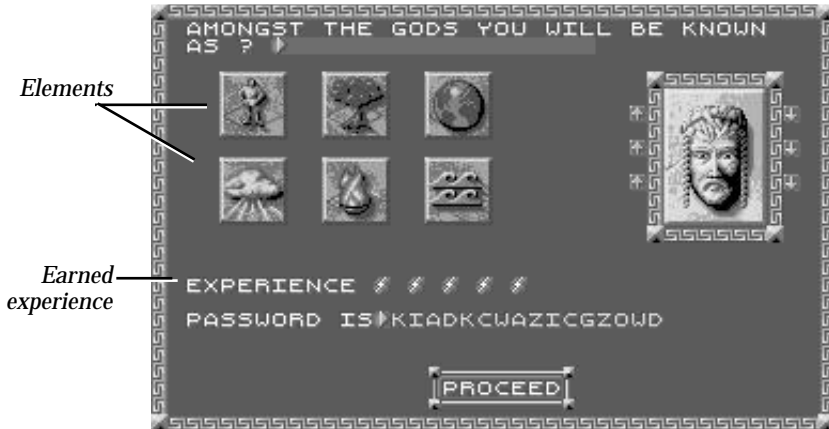 AMONGST THE GODS YOU WILL BE KNOWN
AS ?
Elements
Earned
experience
EXPERIENCE
PASSWORD IS KIADKCWAZICGZOWD
PROCEED